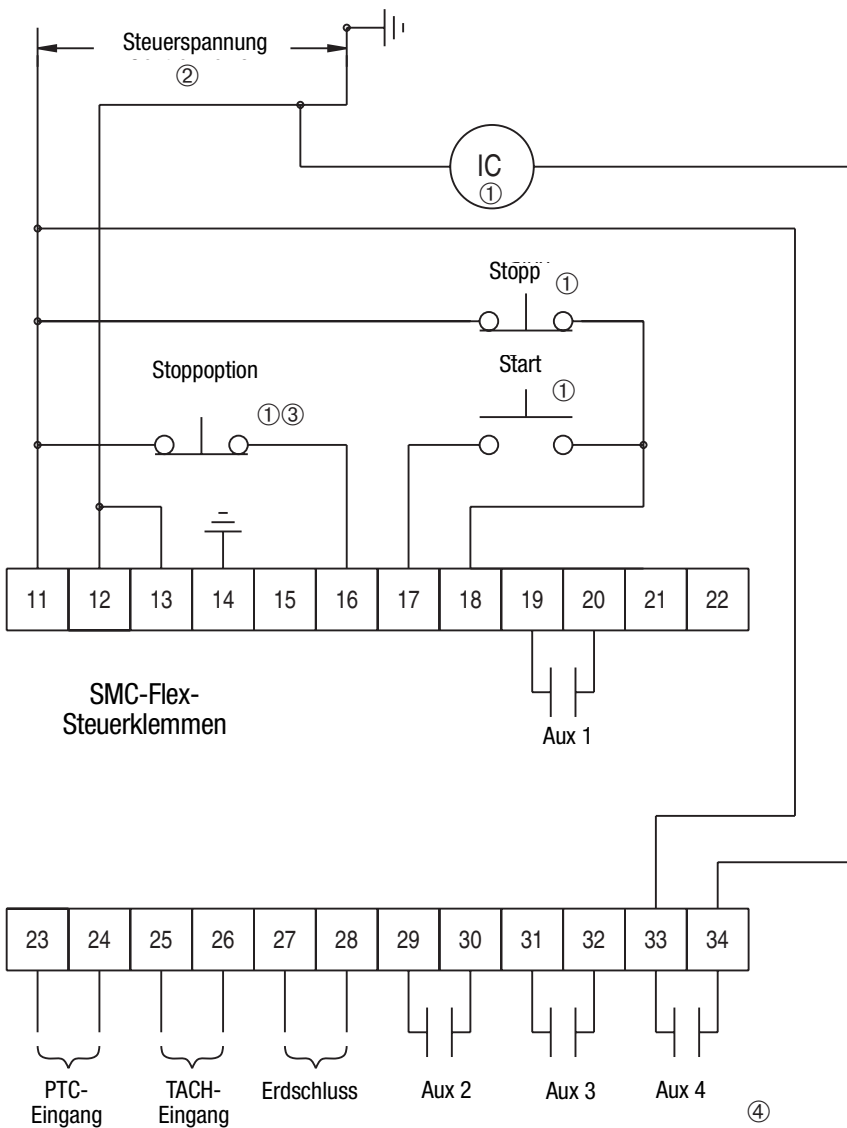 Steuerspannung
②
IC
①
Stopp
①
Stoppoption
①③
Start
①
11 12 13 14 15 16 17 18 19 20 21 22
SMC-Flex-
Steuerklemmen
Aux 1
23 24 25 26 27 28 29 30 31 32 33 34
PTC-
Eingang
TACH-
Eingang
Erdschluss
Aux 2
Aux 3
Aux 4
④